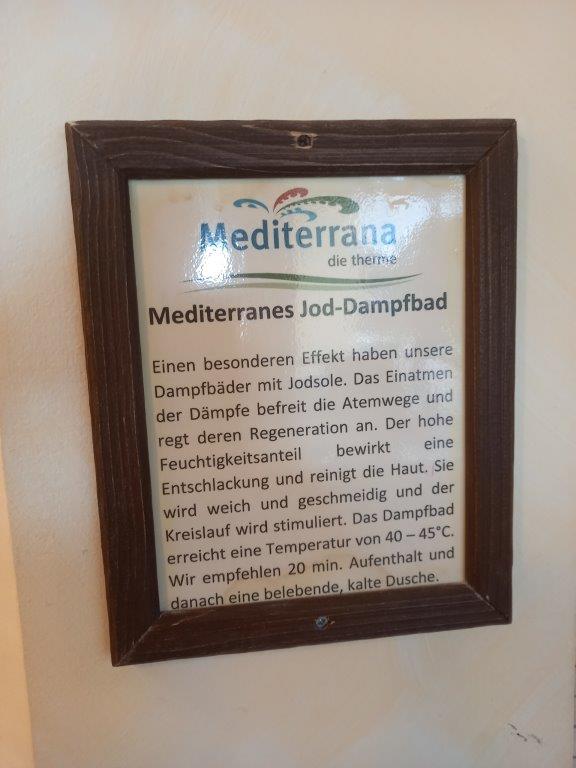 Mediterrana
die therme
Mediterranes Jod-Dampfbad
Einen besonderen Effekt haben unsere
Dampfbäder mit Jodsole. Das Einatmen
der Dämpfe befreit die Atemwege und
regt deren Regeneration an. Der hohe
Feuchtigkeitsanteil bewirkt eine
Entschlackung und reinigt die Haut. Sie
wird weich und geschmeidig und der
Kreislauf wird stimuliert. Das Dampfbad
erreicht eine Temperatur von 40 – 45°C.
Wir empfehlen 20 min. Aufenthalt und
danach eine belebende, kalte Dusche.